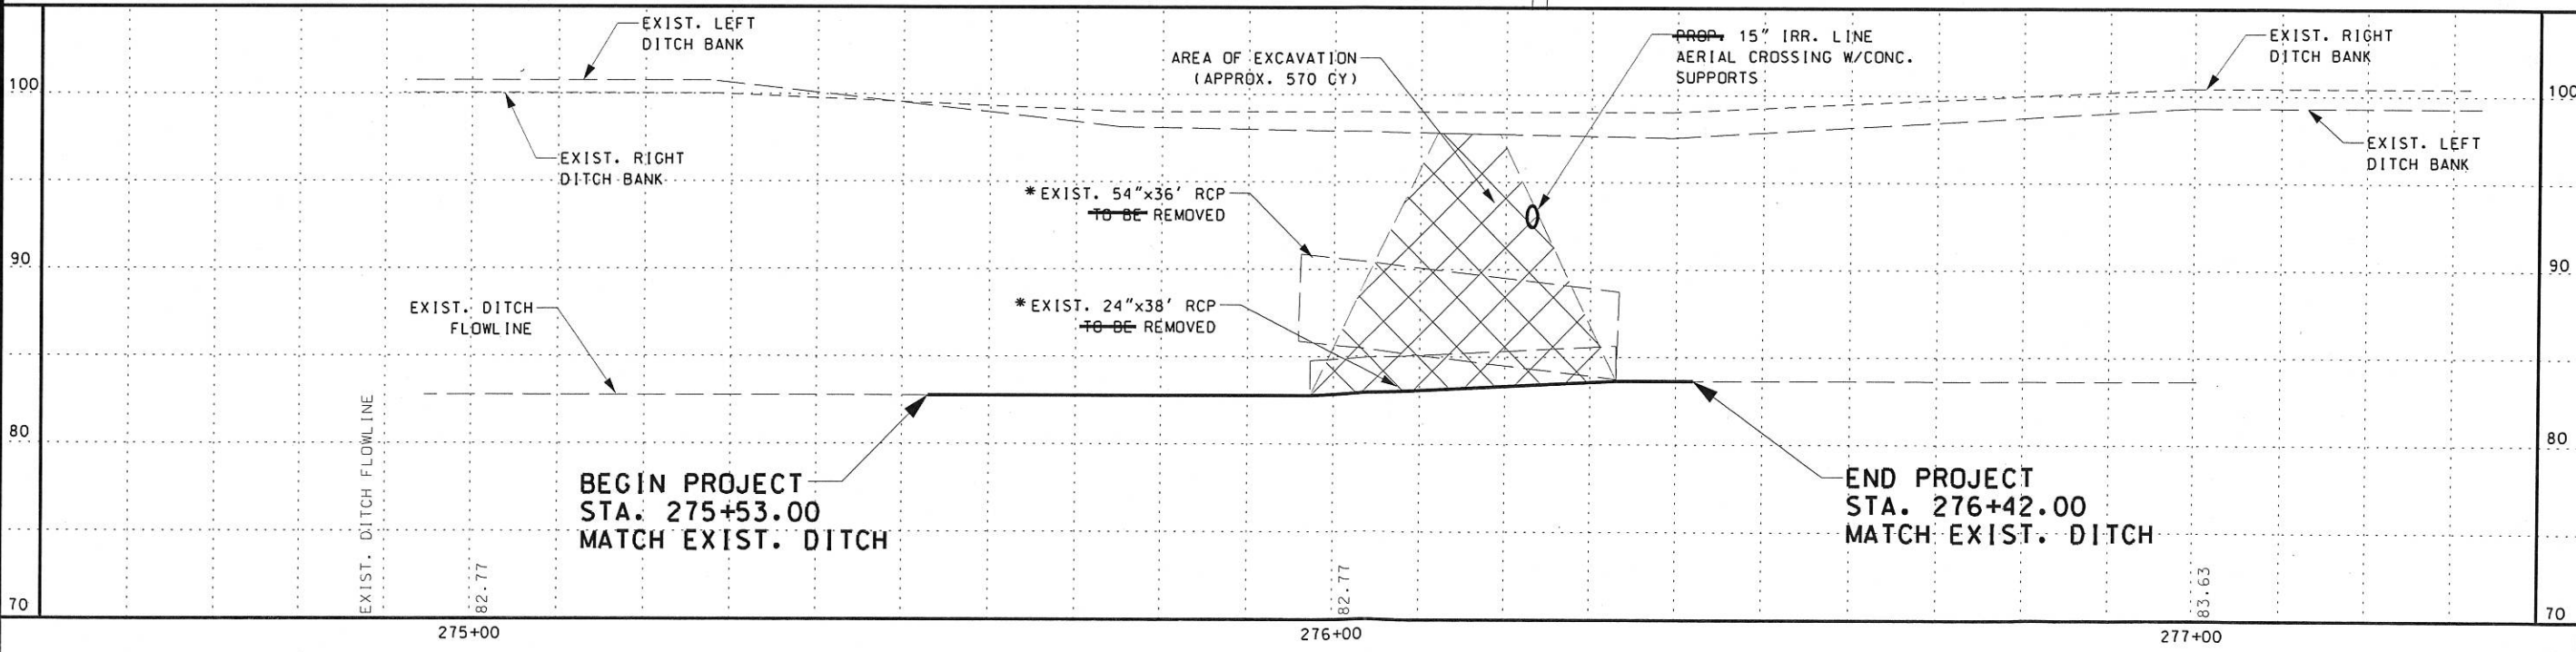 EXIST. LEFT
DITCH BANK
EXIST. RIGHT
DITCH BANK
AREA OF EXCAVATION
(APPROX. 570 CY)
PROP. 15" IRR. LINE
AERIAL CROSSING W/CONC.
SUPPORTS
EXIST. RIGHT
DITCH BANK
EXIST. LEFT
DITCH BANK
*EXIST. 54"x36' RCP
TO BE REMOVED
*EXIST. 24"x38' RCP
TO BE REMOVED
EXIST. DITCH
FLOWLINE
BEGIN PROJECT
STA. 275+53.00
MATCH EXIST. DITCH
END PROJECT
STA. 276+42.00
MATCH EXIST. DITCH
EXIST. DITCH FLOWLINE
82.77
82.77
83.63
100
90
80
70
100
90
80
70
275+00
276+00
277+00